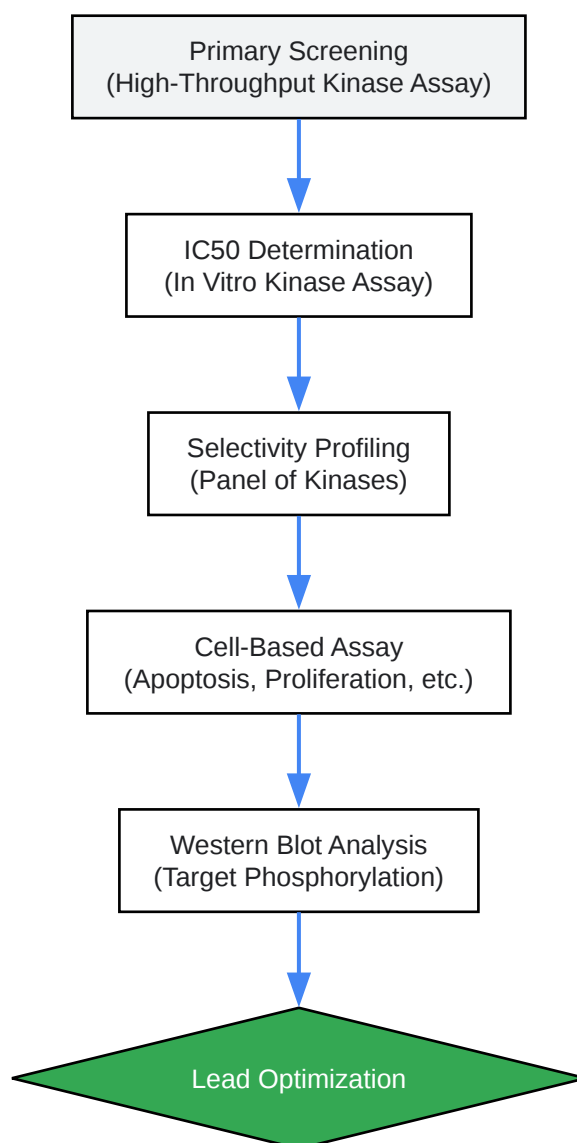 Primary Screening
(High-Throughput Kinase Assay)
IC50 Determination
(In Vitro Kinase Assay)
Selectivity Profiling
(Panel of Kinases)
Cell-Based Assay
(Apoptosis, Proliferation, etc.)
Western Blot Analysis
(Target Phosphorylation)
Lead Optimization